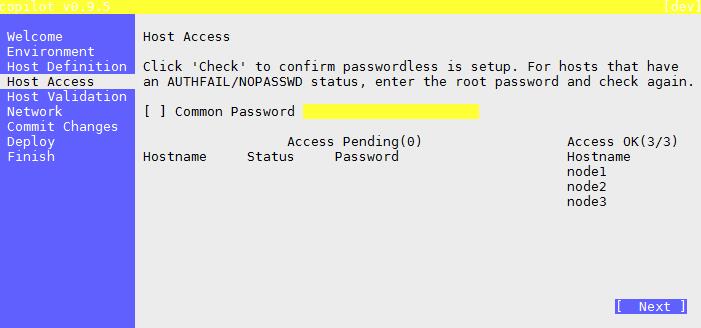 copilot v0.9.5 [dev]
Welcome
Environment
Host Definition
Host Access
Host Validation
Network
Commit Changes
Deploy
Finish
Host Access
Click 'Check' to confirm passwordless is setup. For hosts that have
an AUTHFAIL/NOPASSWD status, enter the root password and check again.
[ ] Common Password
Access Pending(0) Access OK(3/3)
Hostname Status Password Hostname
node1
node2
node3
[ Next ]